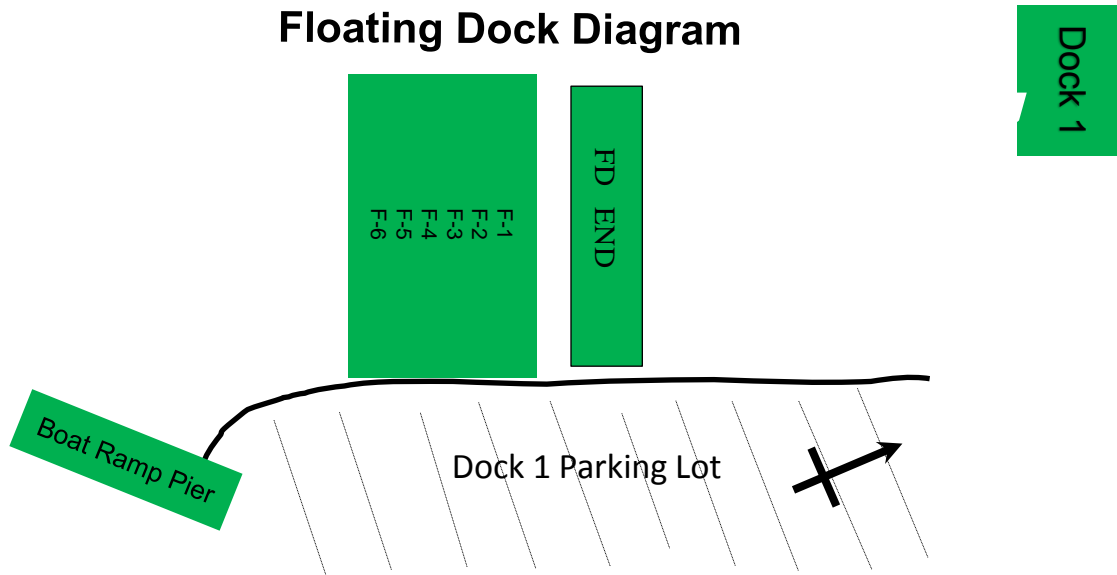 Floating Dock Diagram
Dock 1
FD END
F-1
F-2
F-3
F-4
F-5
F-6
Boat Ramp Pier
Dock 1 Parking Lot